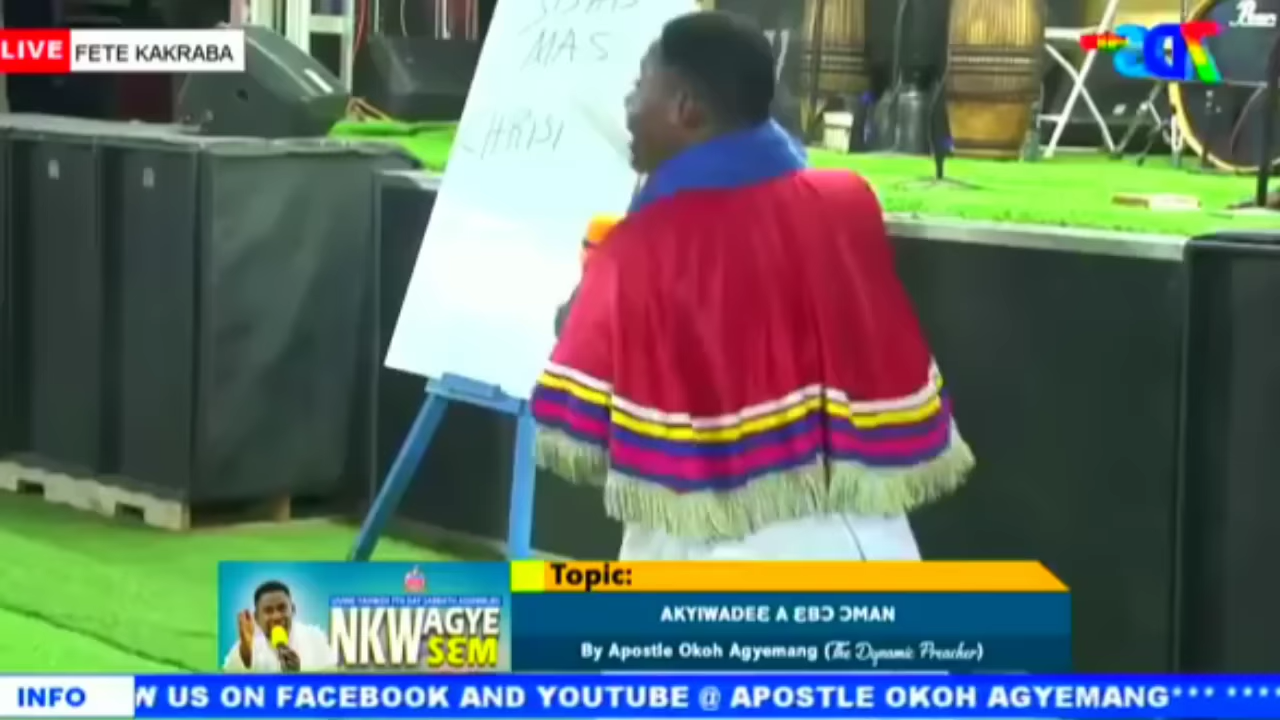 MAS
LIVE FETE KAKRABA
Topic:
AKYIWADEƐ A ƐBƆ ƆMAN
By Apostle Okoh Agyemang (The Dynamic Preacher)
NKWAGYE
SƐM
INFO
W US ON FACEBOOK AND YOUTUBE @ APOSTLE OKOH AGYEMANG***